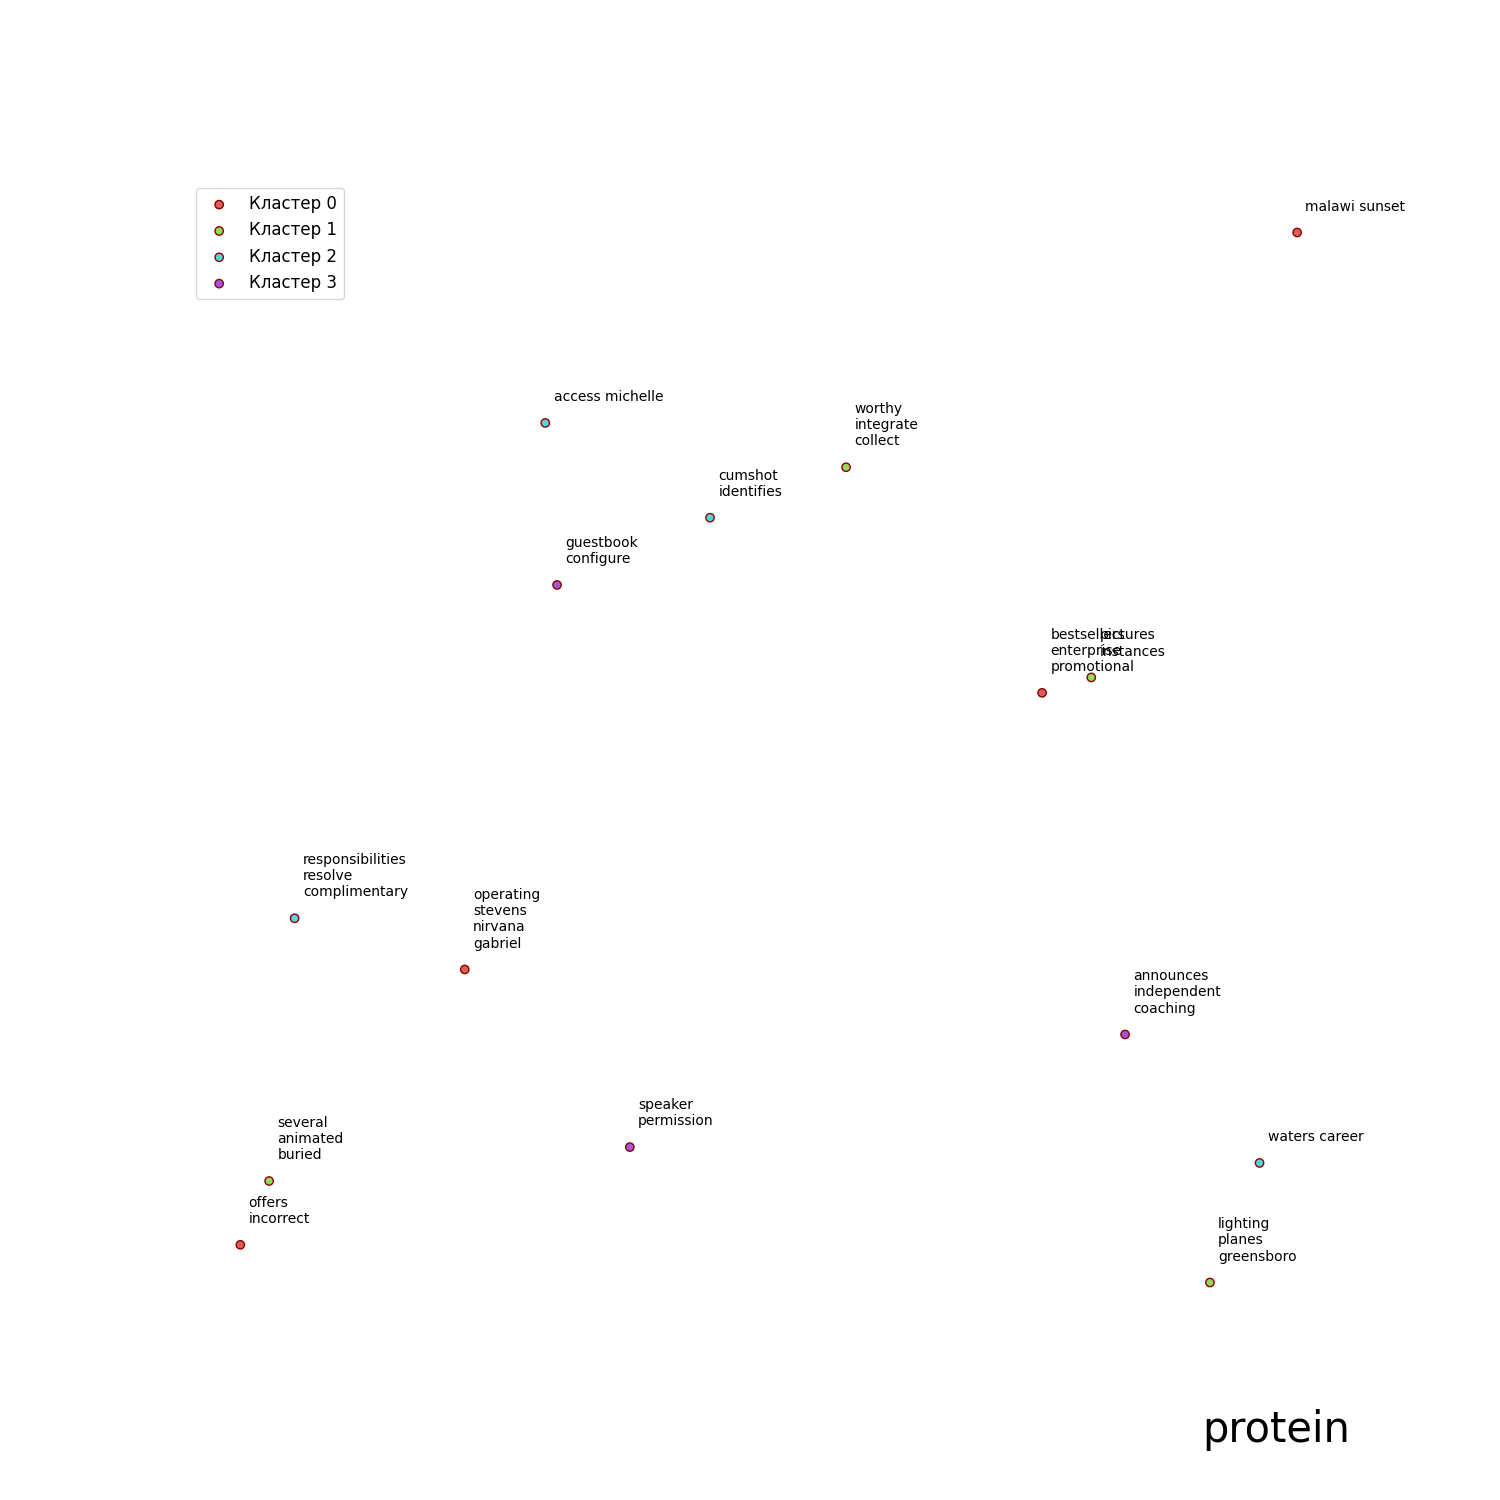 Кластер 0
Кластер 1
Кластер 2
Кластер 3
malawi sunset
access michelle
worthy
integrate
collect
cumshot
identifies
guestbook
configure
bestsellers
enterprise
promotional
pictures
instances
responsibilities
resolve
complimentary
operating
stevens
nirvana
gabriel
announces
independent
coaching
speaker
permission
several
animated
buried
waters career
offers
incorrect
lighting
planes
greensboro
protein